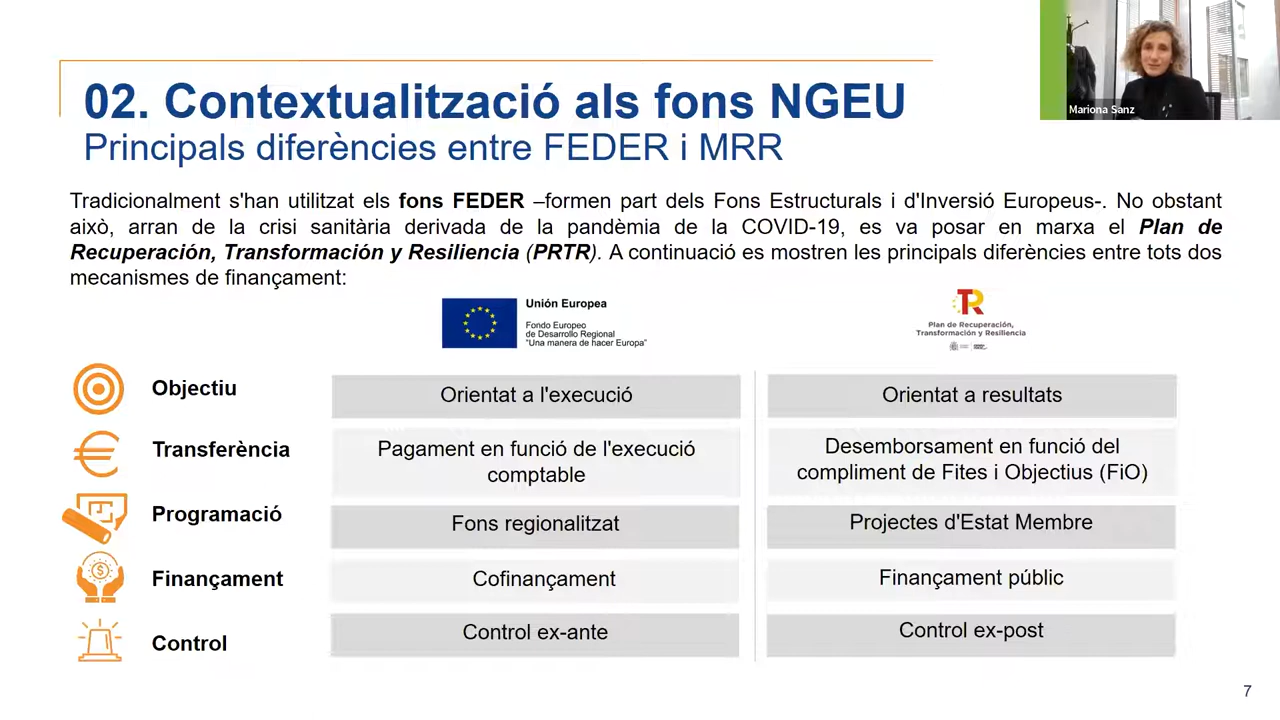 Mariona Sanz
02. Contextualització als fons NGEU
Principals diferències entre FEDER i MRR
Tradicionalment s'han utilitzat els fons FEDER –formen part dels Fons Estructurals i d'Inversió Europeus-. No obstant
això, arran de la crisi sanitària derivada de la pandèmia de la COVID-19, es va posar en marxa el Plan de
Recuperación, Transformación y Resiliencia (PRTR). A continuació es mostren les principals diferències entre tots dos
mecanismes de finançament:
Unión Europea
Fondo Europeo
de Desarrollo Regional
"Una manera de hacer Europa"
TR
Plan de Recuperación,
Transformación y Resiliencia
Objectiu
Orientat a l'execució
Orientat a resultats
Transferència
Pagament en funció de l'execució
comptable
Desemborsament en funció del
compliment de Fites i Objectius (FiO)
Programació
Fons regionalitzat
Projectes d'Estat Membre
Finançament
Cofinançament
Finançament públic
Control
Control ex-ante
Control ex-post
7